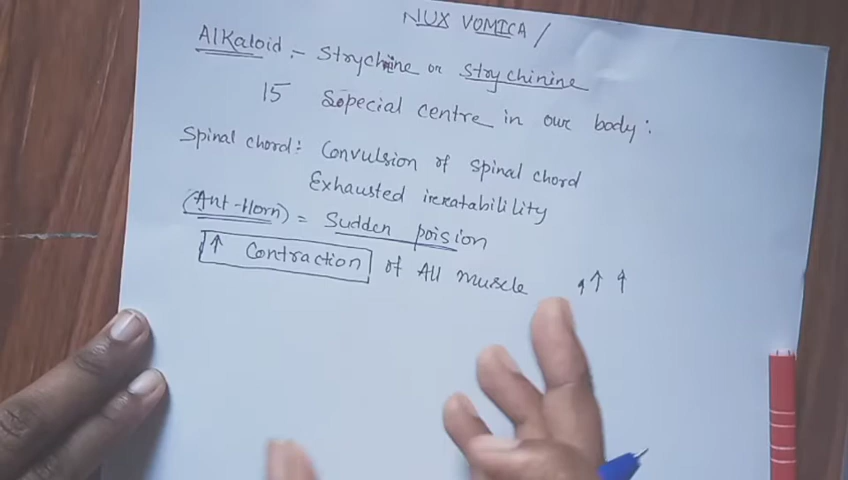 NUX VOMICA /
Alkaloid :- Strychine or Strychinine
15 Sopecial centre in our body :
Spinal chord : Convulsion of Spinal chord
Exhausted irratability
(Ant-Horn) = Sudden poision
↑ Contraction of All muscle ↑ ↑ ↑